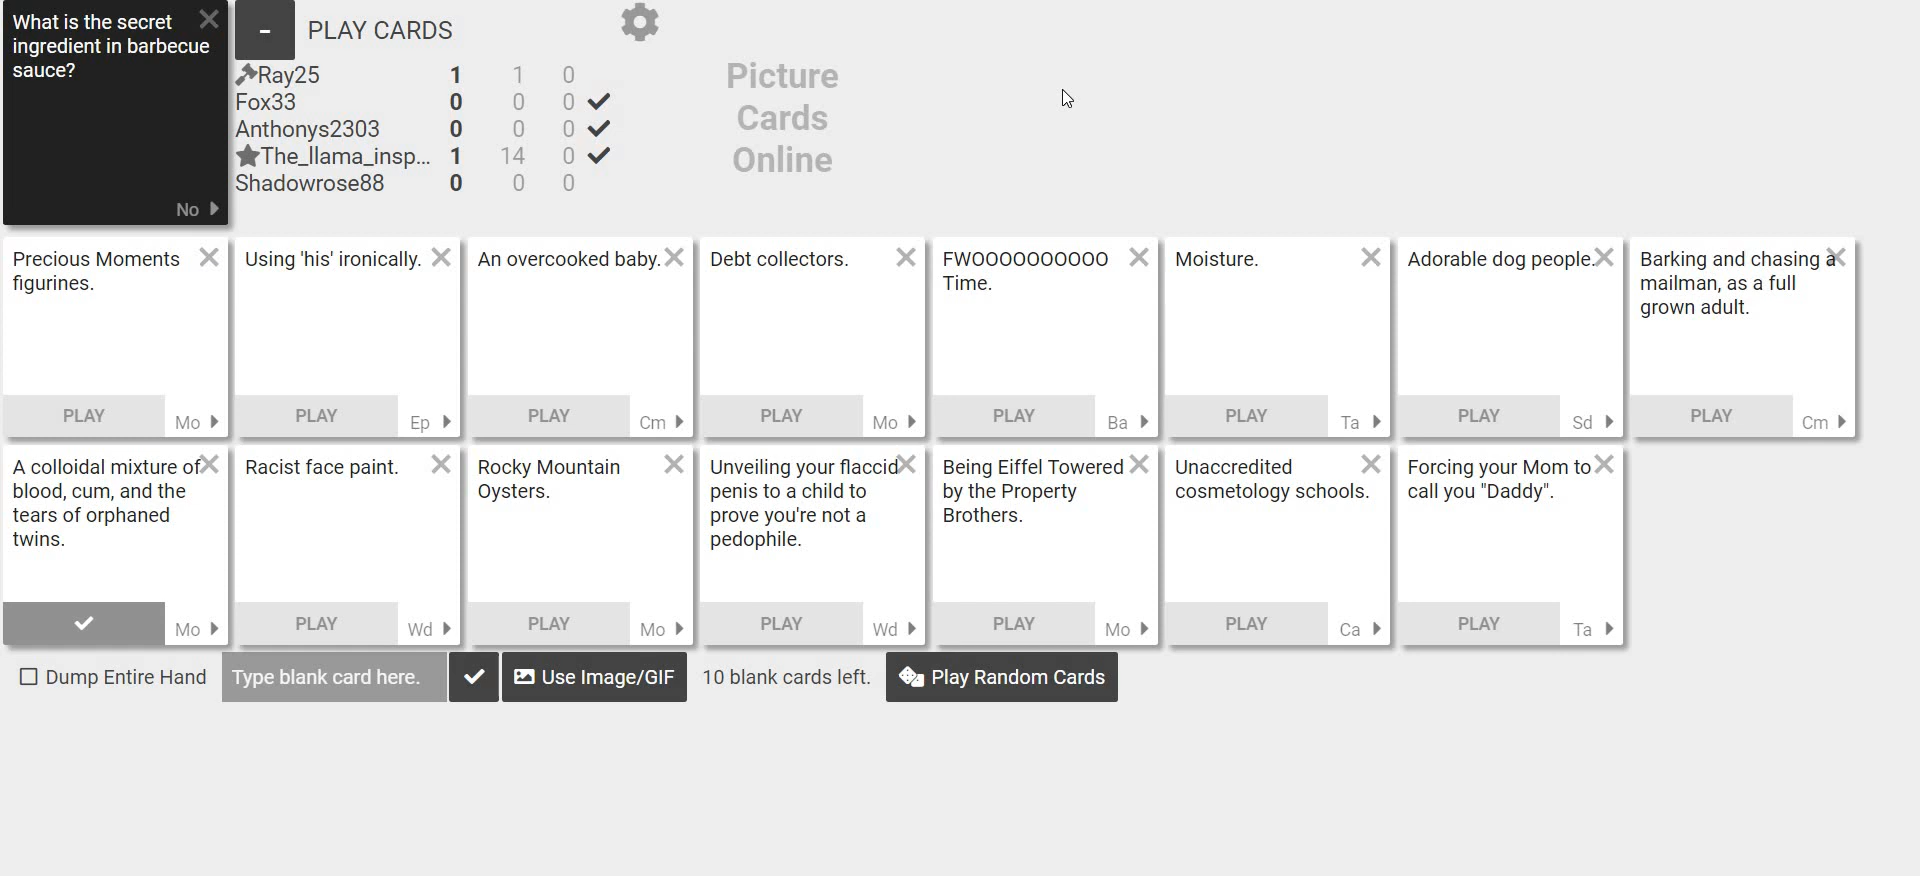 What is the secret
ingredient in barbecue
sauce?
No
-
PLAY CARDS
Ray25 1 1 0
Fox33 0 0 0
Anthonys2303 0 0 0
The_llama_insp... 1 14 0
Shadowrose88 0 0 0
Picture
Cards
Online
Precious Moments
figurines.
PLAY
Mo
Using 'his' ironically.
PLAY
Ep
An overcooked baby.
PLAY
Cm
Debt collectors.
PLAY
Mo
FWOOOOOOOOOO
Time.
PLAY
Ba
Moisture.
PLAY
Ta
Adorable dog people.
PLAY
Sd
Barking and chasing a
mailman, as a full
grown adult.
PLAY
Cm
A colloidal mixture of
blood, cum, and the
tears of orphaned
twins.
Mo
Racist face paint.
PLAY
Wd
Rocky Mountain
Oysters.
PLAY
Mo
Unveiling your flaccid
penis to a child to
prove you're not a
pedophile.
PLAY
Wd
Being Eiffel Towered
by the Property
Brothers.
PLAY
Mo
Unaccredited
cosmetology schools.
PLAY
Ca
Forcing your Mom to
call you "Daddy".
PLAY
Ta
Dump Entire Hand
Type blank card here.
Use Image/GIF
10 blank cards left.
Play Random Cards